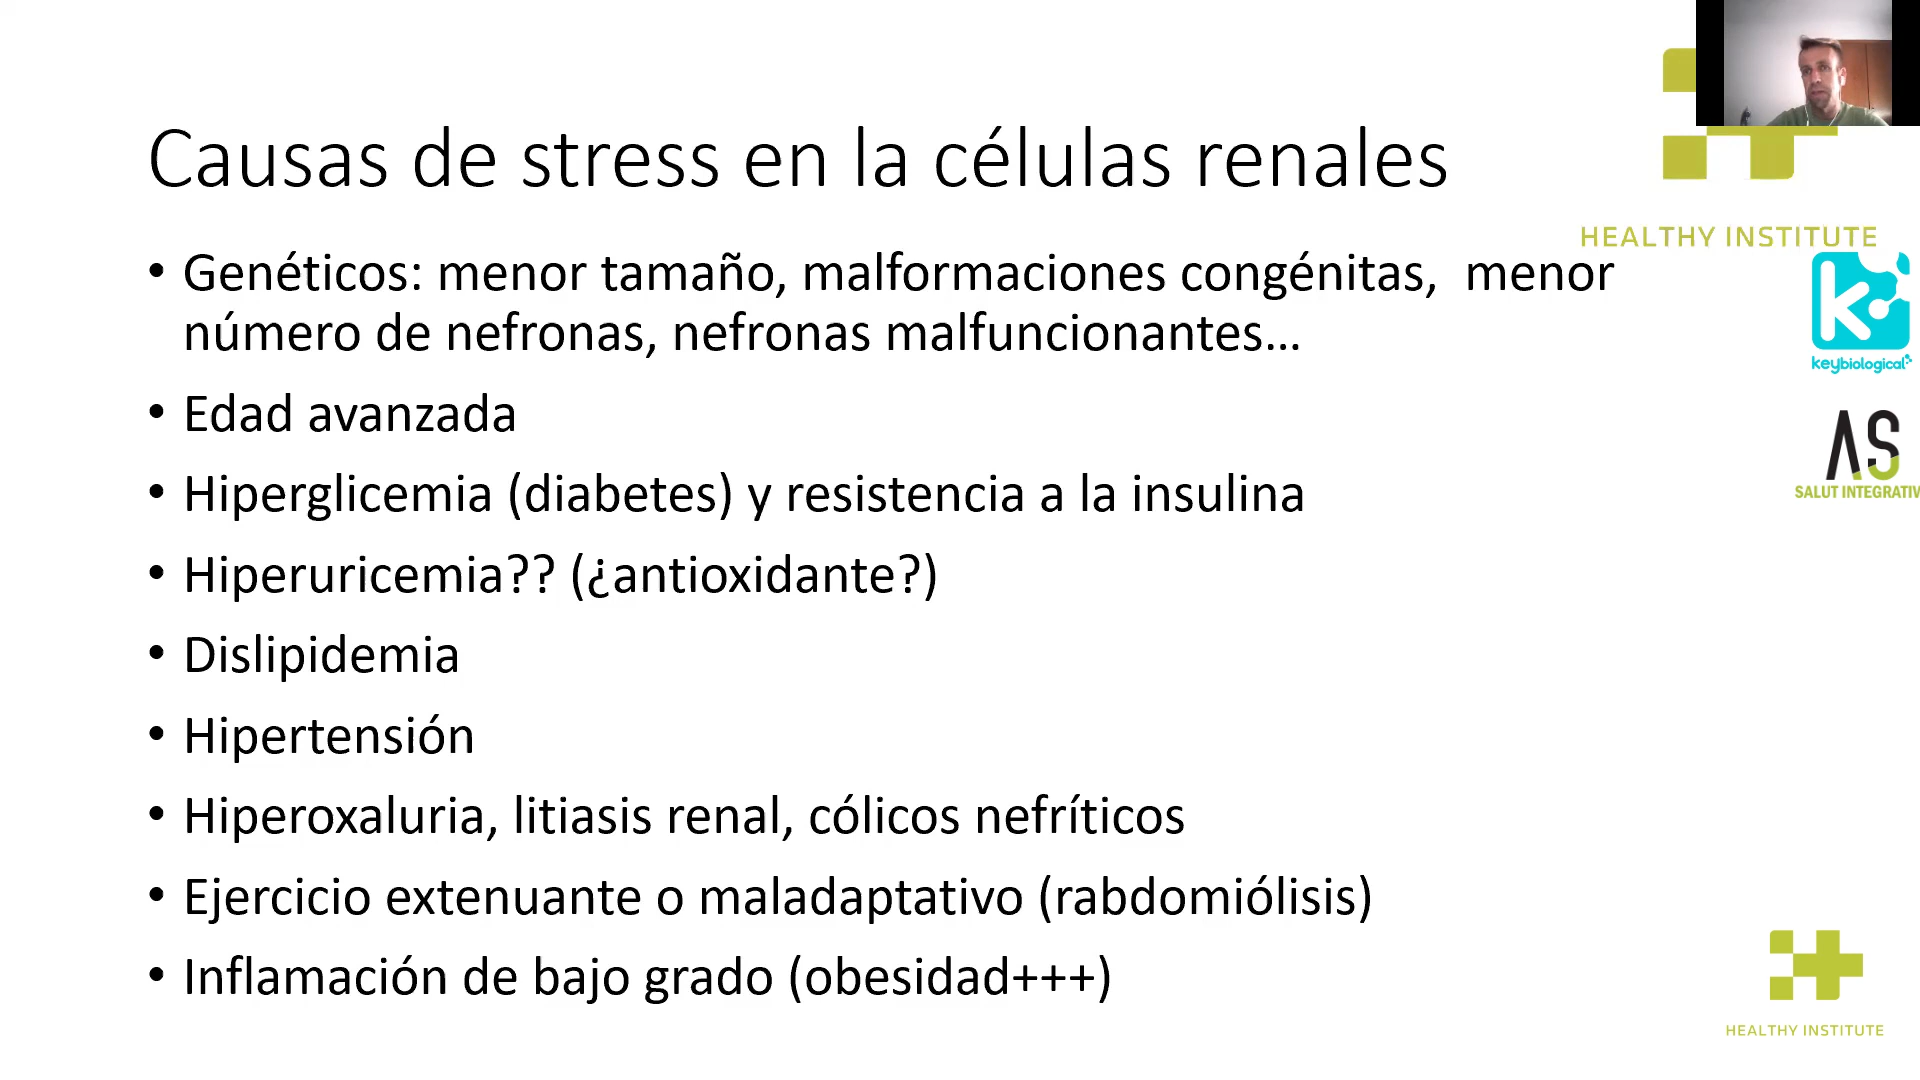 Causas de stress en la células renales
HEALTHY INSTITUTE
• Genéticos: menor tamaño, malformaciones congénitas,  menor
número de nefronas, nefronas malfuncionantes…
keybiological
• Edad avanzada
AS
SALUT INTEGRATIV
• Hiperglicemia (diabetes) y resistencia a la insulina
• Hiperuricemia?? (¿antioxidante?)
• Dislipidemia
• Hipertensión
• Hiperoxaluria, litiasis renal, cólicos nefríticos
• Ejercicio extenuante o maladaptativo (rabdomiólisis)
• Inflamación de bajo grado (obesidad+++)
HEALTHY INSTITUTE